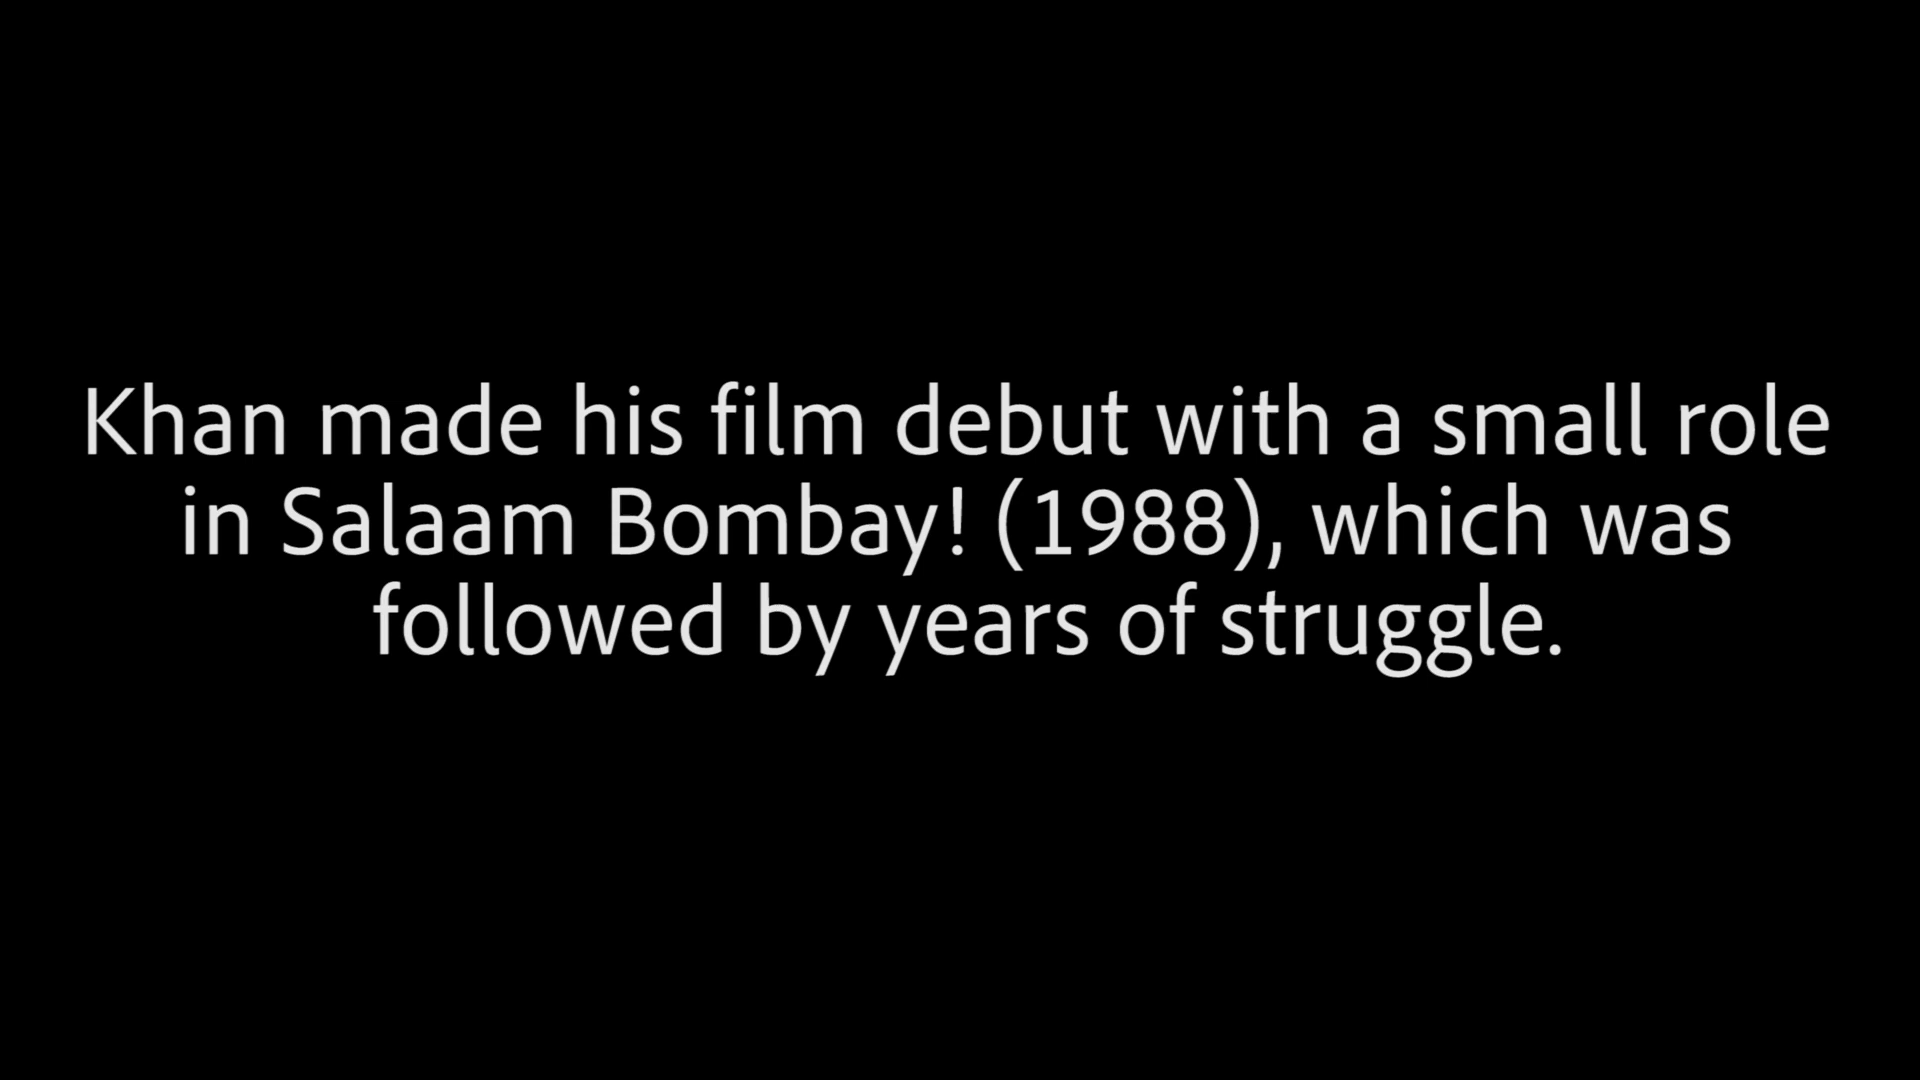 Khan made his film debut with a small role
in Salaam Bombay! (1988), which was
followed by years of struggle.